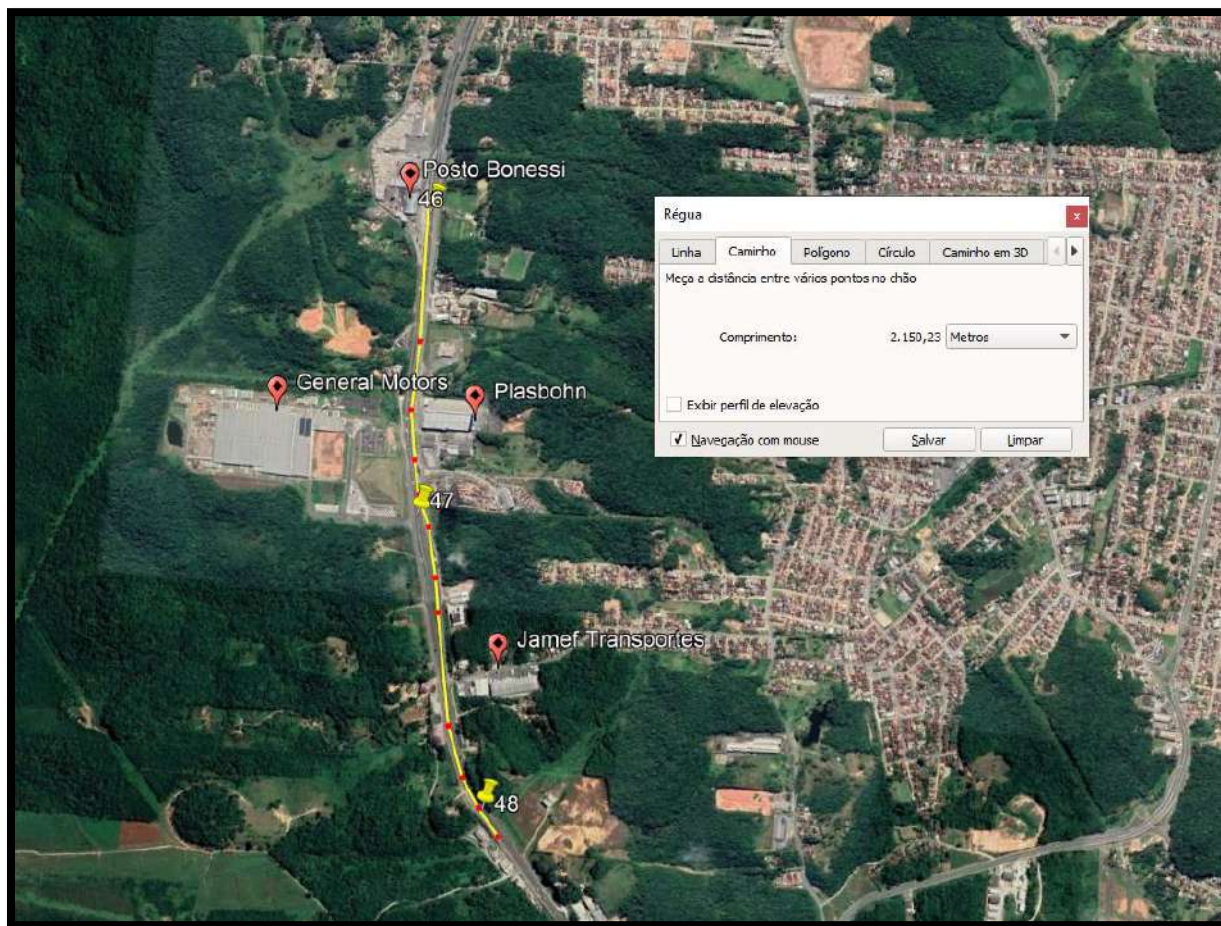 Posto Bonessi
46
Régua
x
Linha Caminho Polígono Círculo Caminho em 3D
Meça a distância entre vários pontos no chão
Comprimento: 2.150,23 Metros
General Motors
Plasbohn
Exibir perfil de elevação
Navegação com mouse Salvar Limpar
47
Jamef Transportes
48